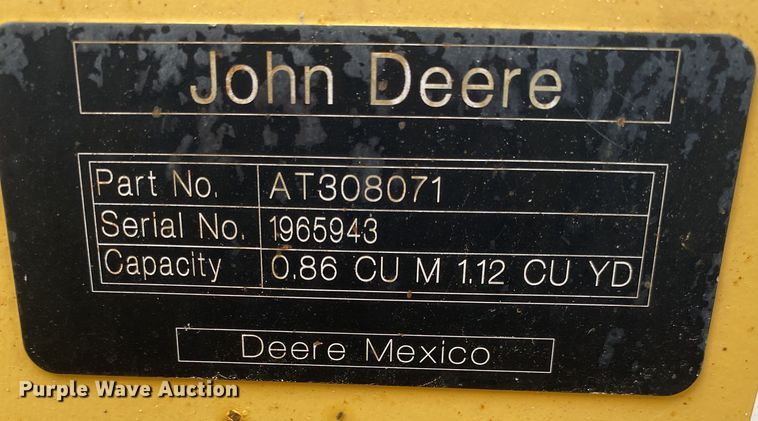 John Deere
Part No. AT308071
Serial No. 1965943
Capacity 0.86 CU M 1.12 CU YD
Deere Mexico
Purple Wave Auction